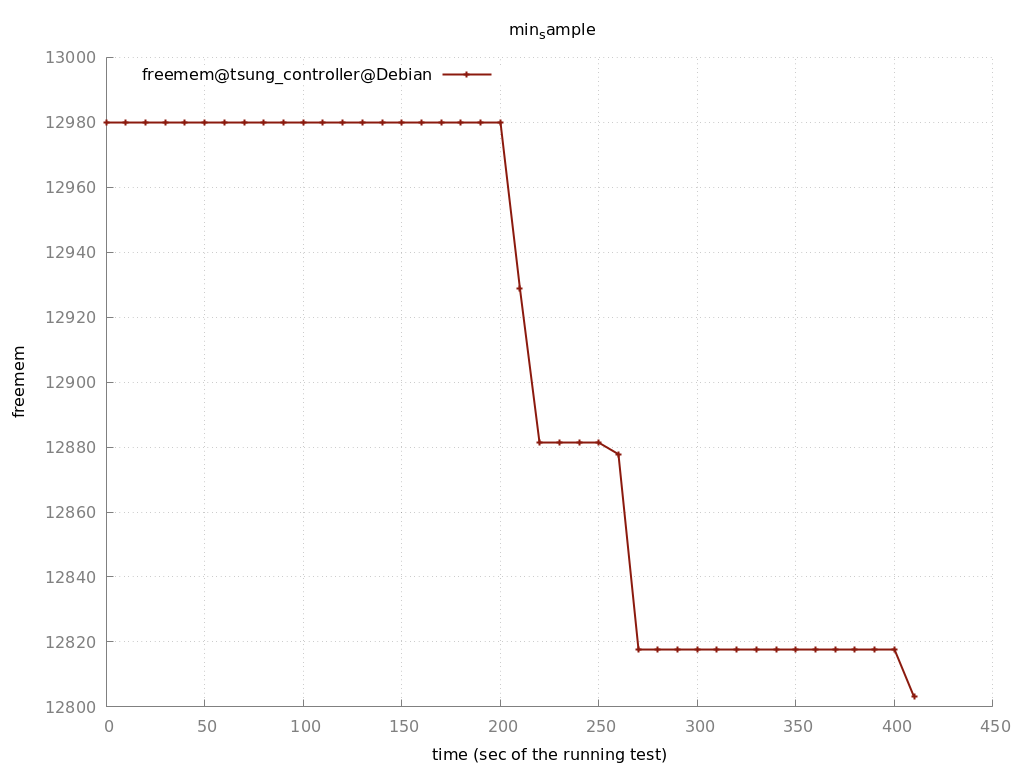 min_sample
freemem@tsung_controller@Debian
13000
12980
12960
12940
12920
12900
12880
12860
12840
12820
12800
freemem
0 50 100 150 200 250 300 350 400 450
time (sec of the running test)